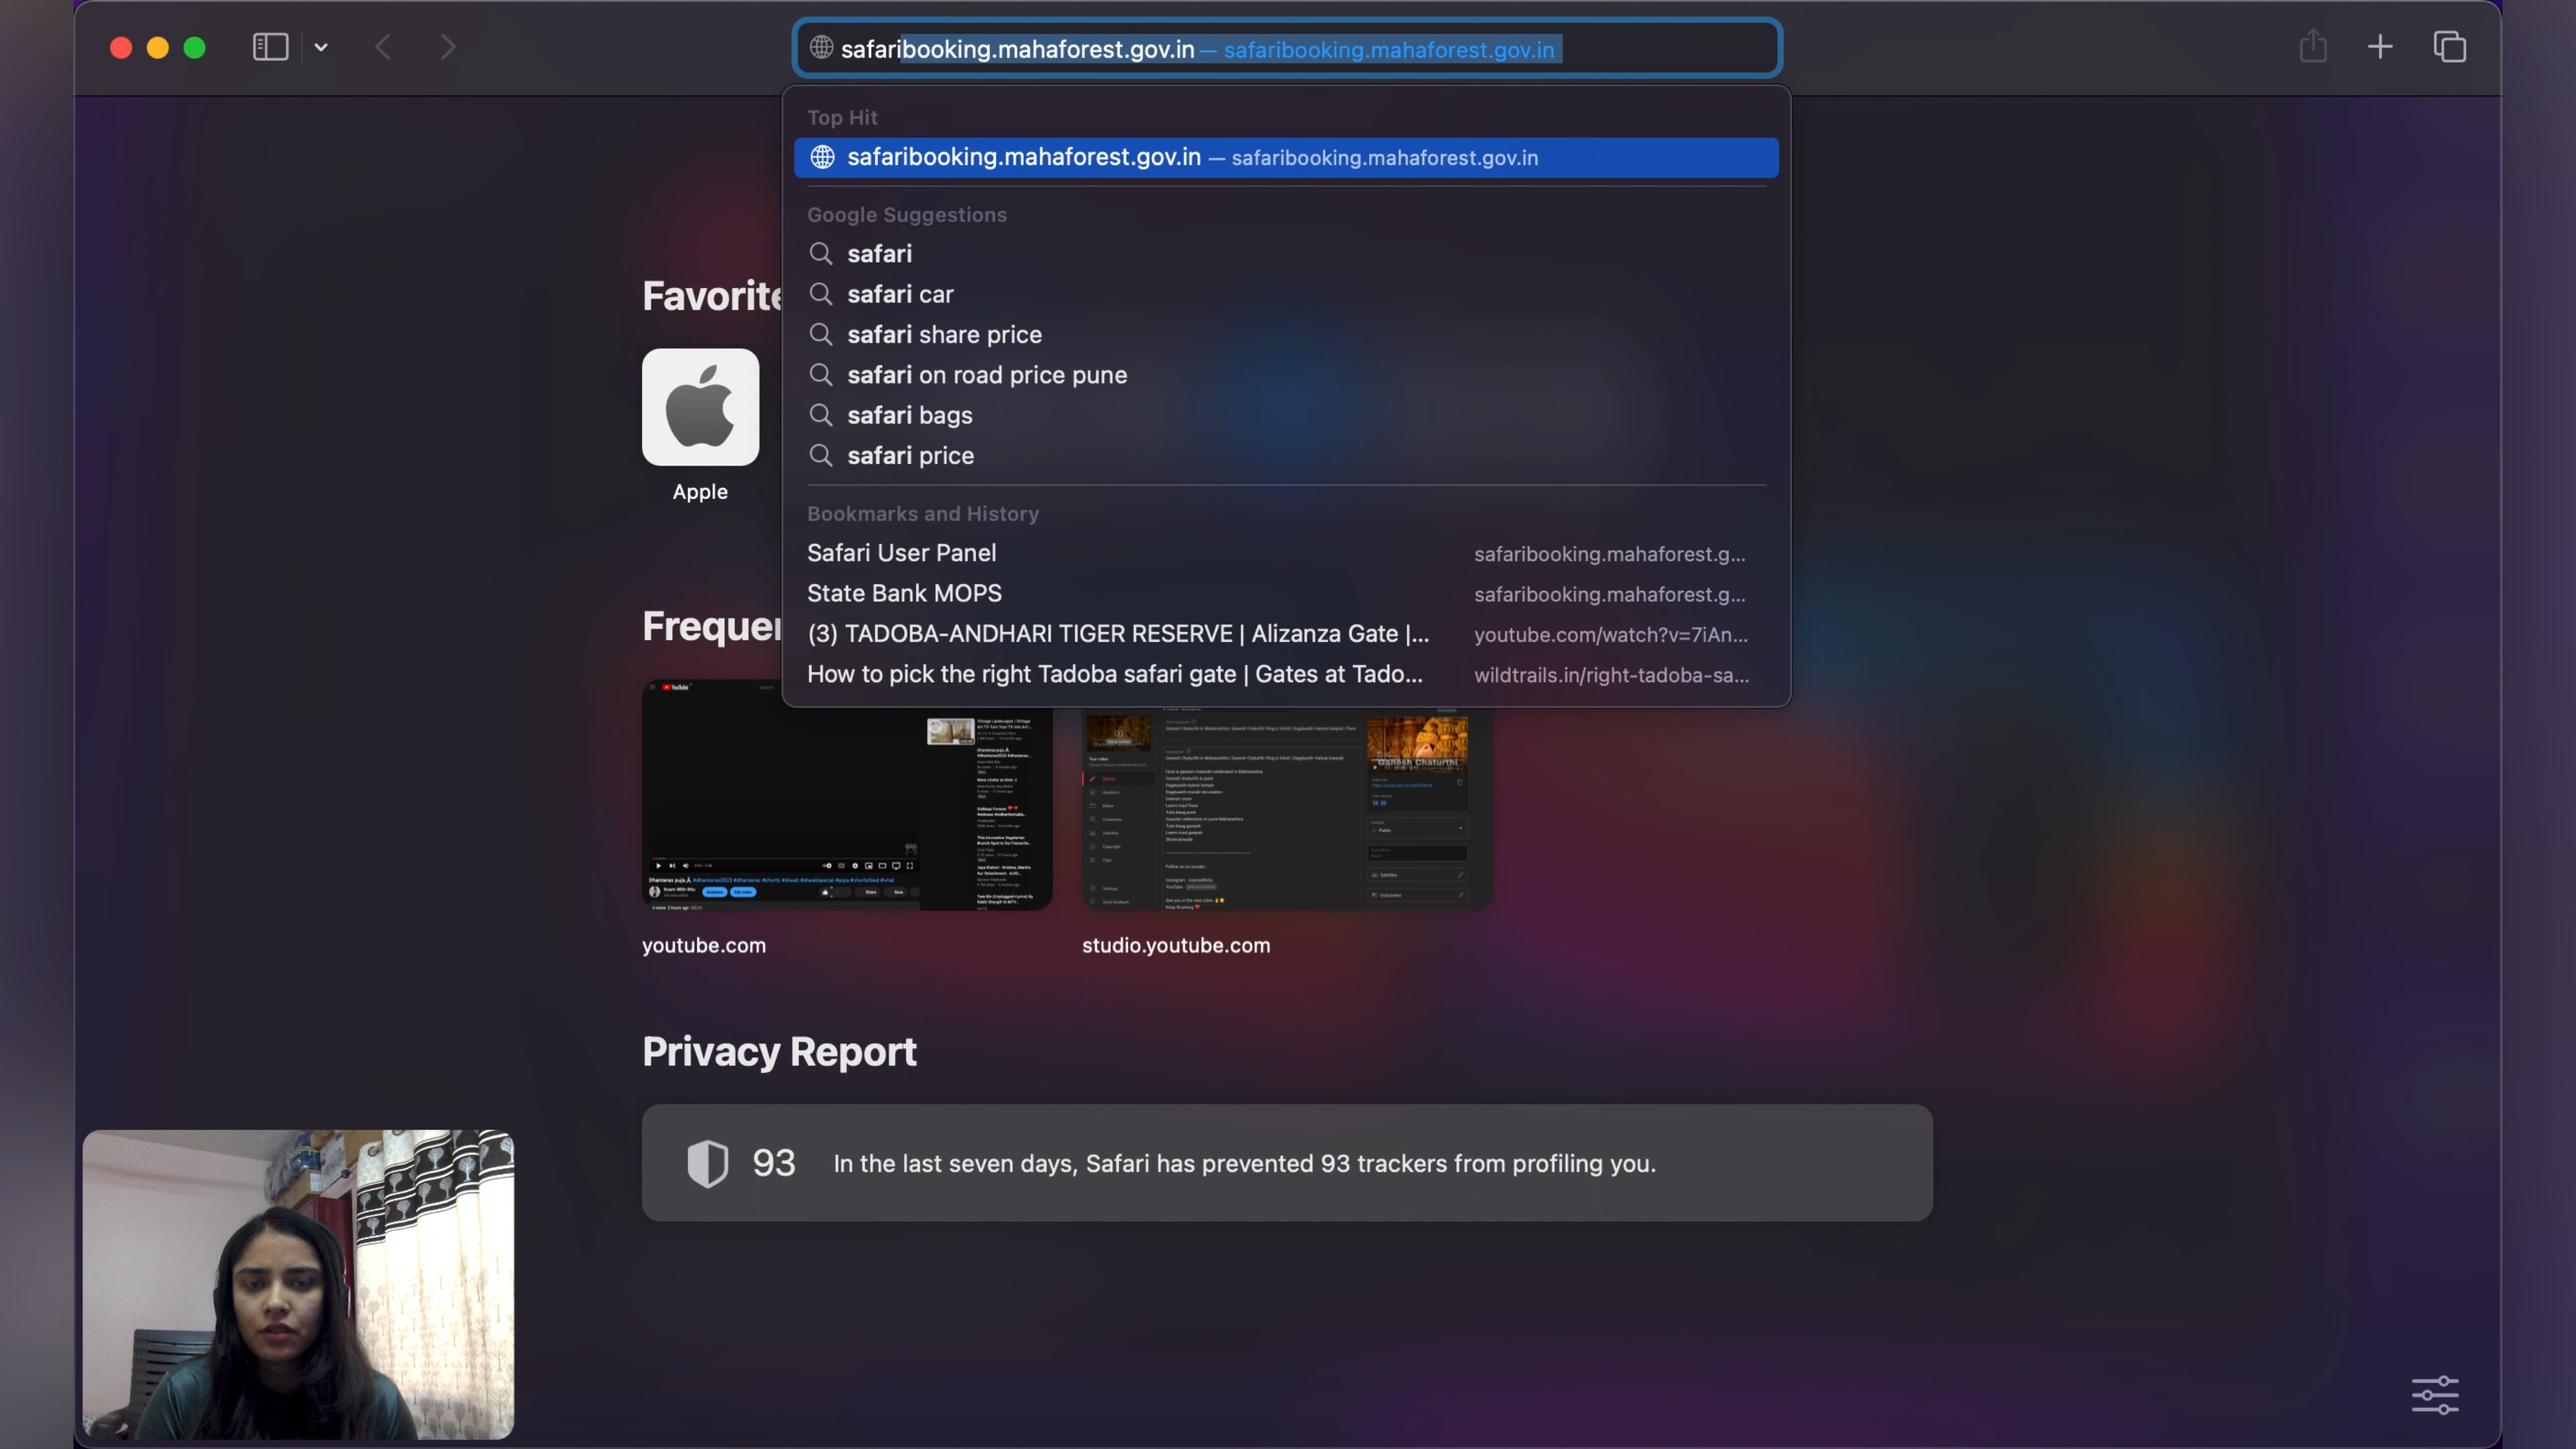 safaribooking.mahaforest.gov.in — safaribooking.mahaforest.gov.in
Top Hit
safaribooking.mahaforest.gov.in — safaribooking.mahaforest.gov.in
Google Suggestions
safari
safari car
safari share price
safari on road price pune
safari bags
safari price
Bookmarks and History
Safari User Panel safaribooking.mahaforest.g...
State Bank MOPS safaribooking.mahaforest.g...
(3) TADOBA-ANDHARI TIGER RESERVE | Alizanza Gate |... youtube.com/watch?v=7iAn...
How to pick the right Tadoba safari gate | Gates at Tado... wildtrails.in/right-tadoba-sa...
Favorite
Apple
Frequen
YouTube
Ganesh Chaturthi
youtube.com
studio.youtube.com
Privacy Report
93 In the last seven days, Safari has prevented 93 trackers from profiling you.